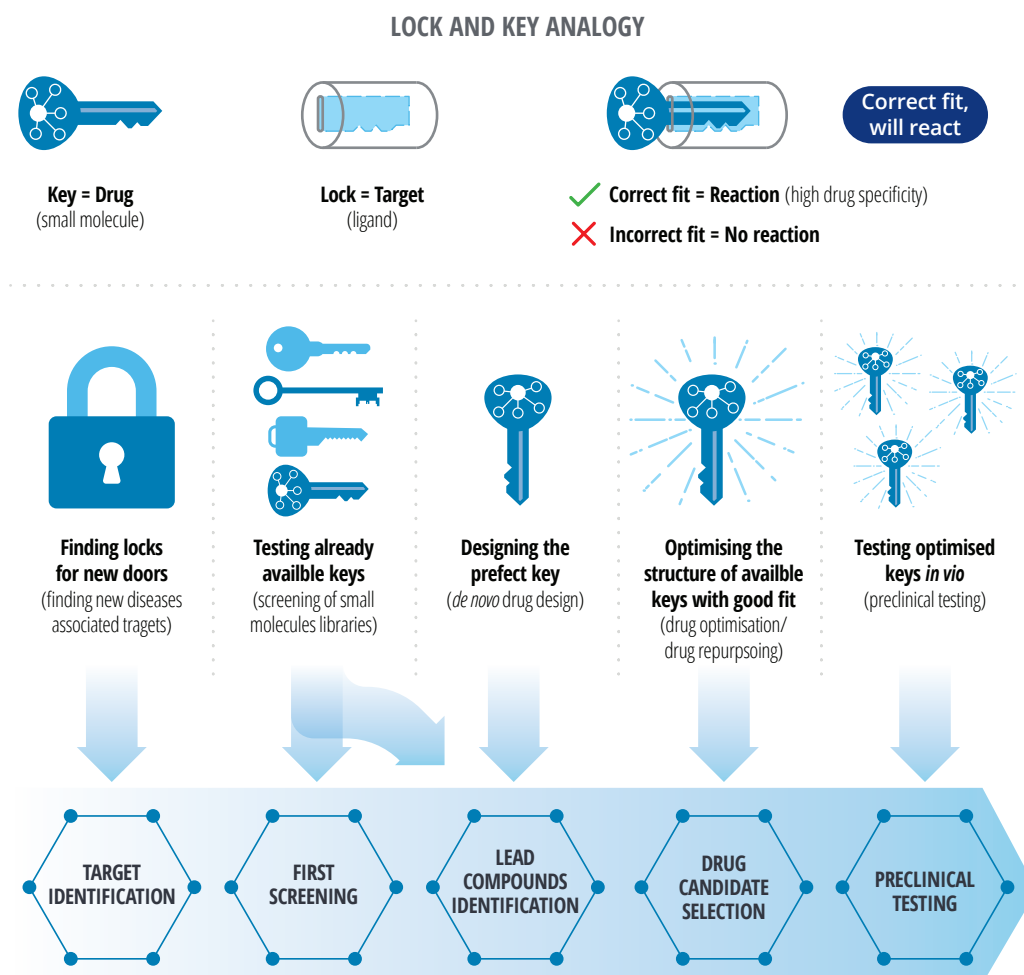 LOCK AND KEY ANALOGY
Correct fit,
will react
Key = Drug
(small molecule)
Lock = Target
(ligand)
Correct fit = Reaction (high drug specificity)
Incorrect fit = No reaction
Finding locks
for new doors
(finding new diseases
associated tragets)
Testing already
availble keys
(screening of small
molecules libraries)
Designing the
prefect key
(de novo drug design)
Optimising the
structure of availble
keys with good fit
(drug optimisation/
drug repurpsoing)
Testing optimised
keys in vio
(preclinical testing)
TARGET
IDENTIFICATION
FIRST
SCREENING
LEAD
COMPOUNDS
IDENTIFICATION
DRUG
CANDIDATE
SELECTION
PRECLINICAL
TESTING